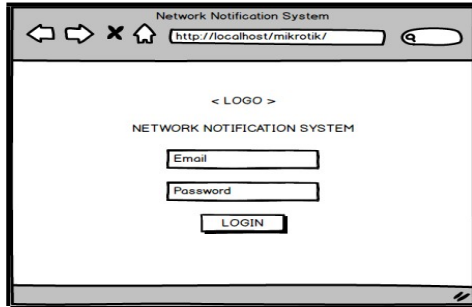 Network Notification System
http://localhost/mikrotik/
< LOGO >
NETWORK NOTIFICATION SYSTEM
Email
Password
LOGIN